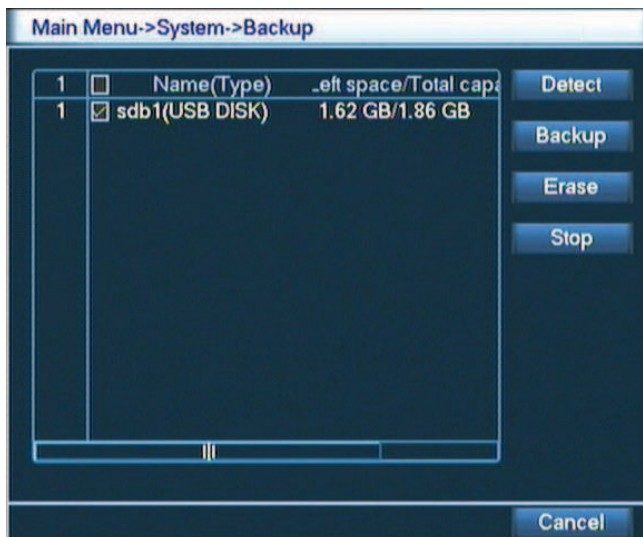 Main Menu->System->Backup
1 Name(Type) Left space/Total capa
1 sdb1(USB DISK) 1.62 GB/1.86 GB
Detect
Backup
Erase
Stop
Cancel